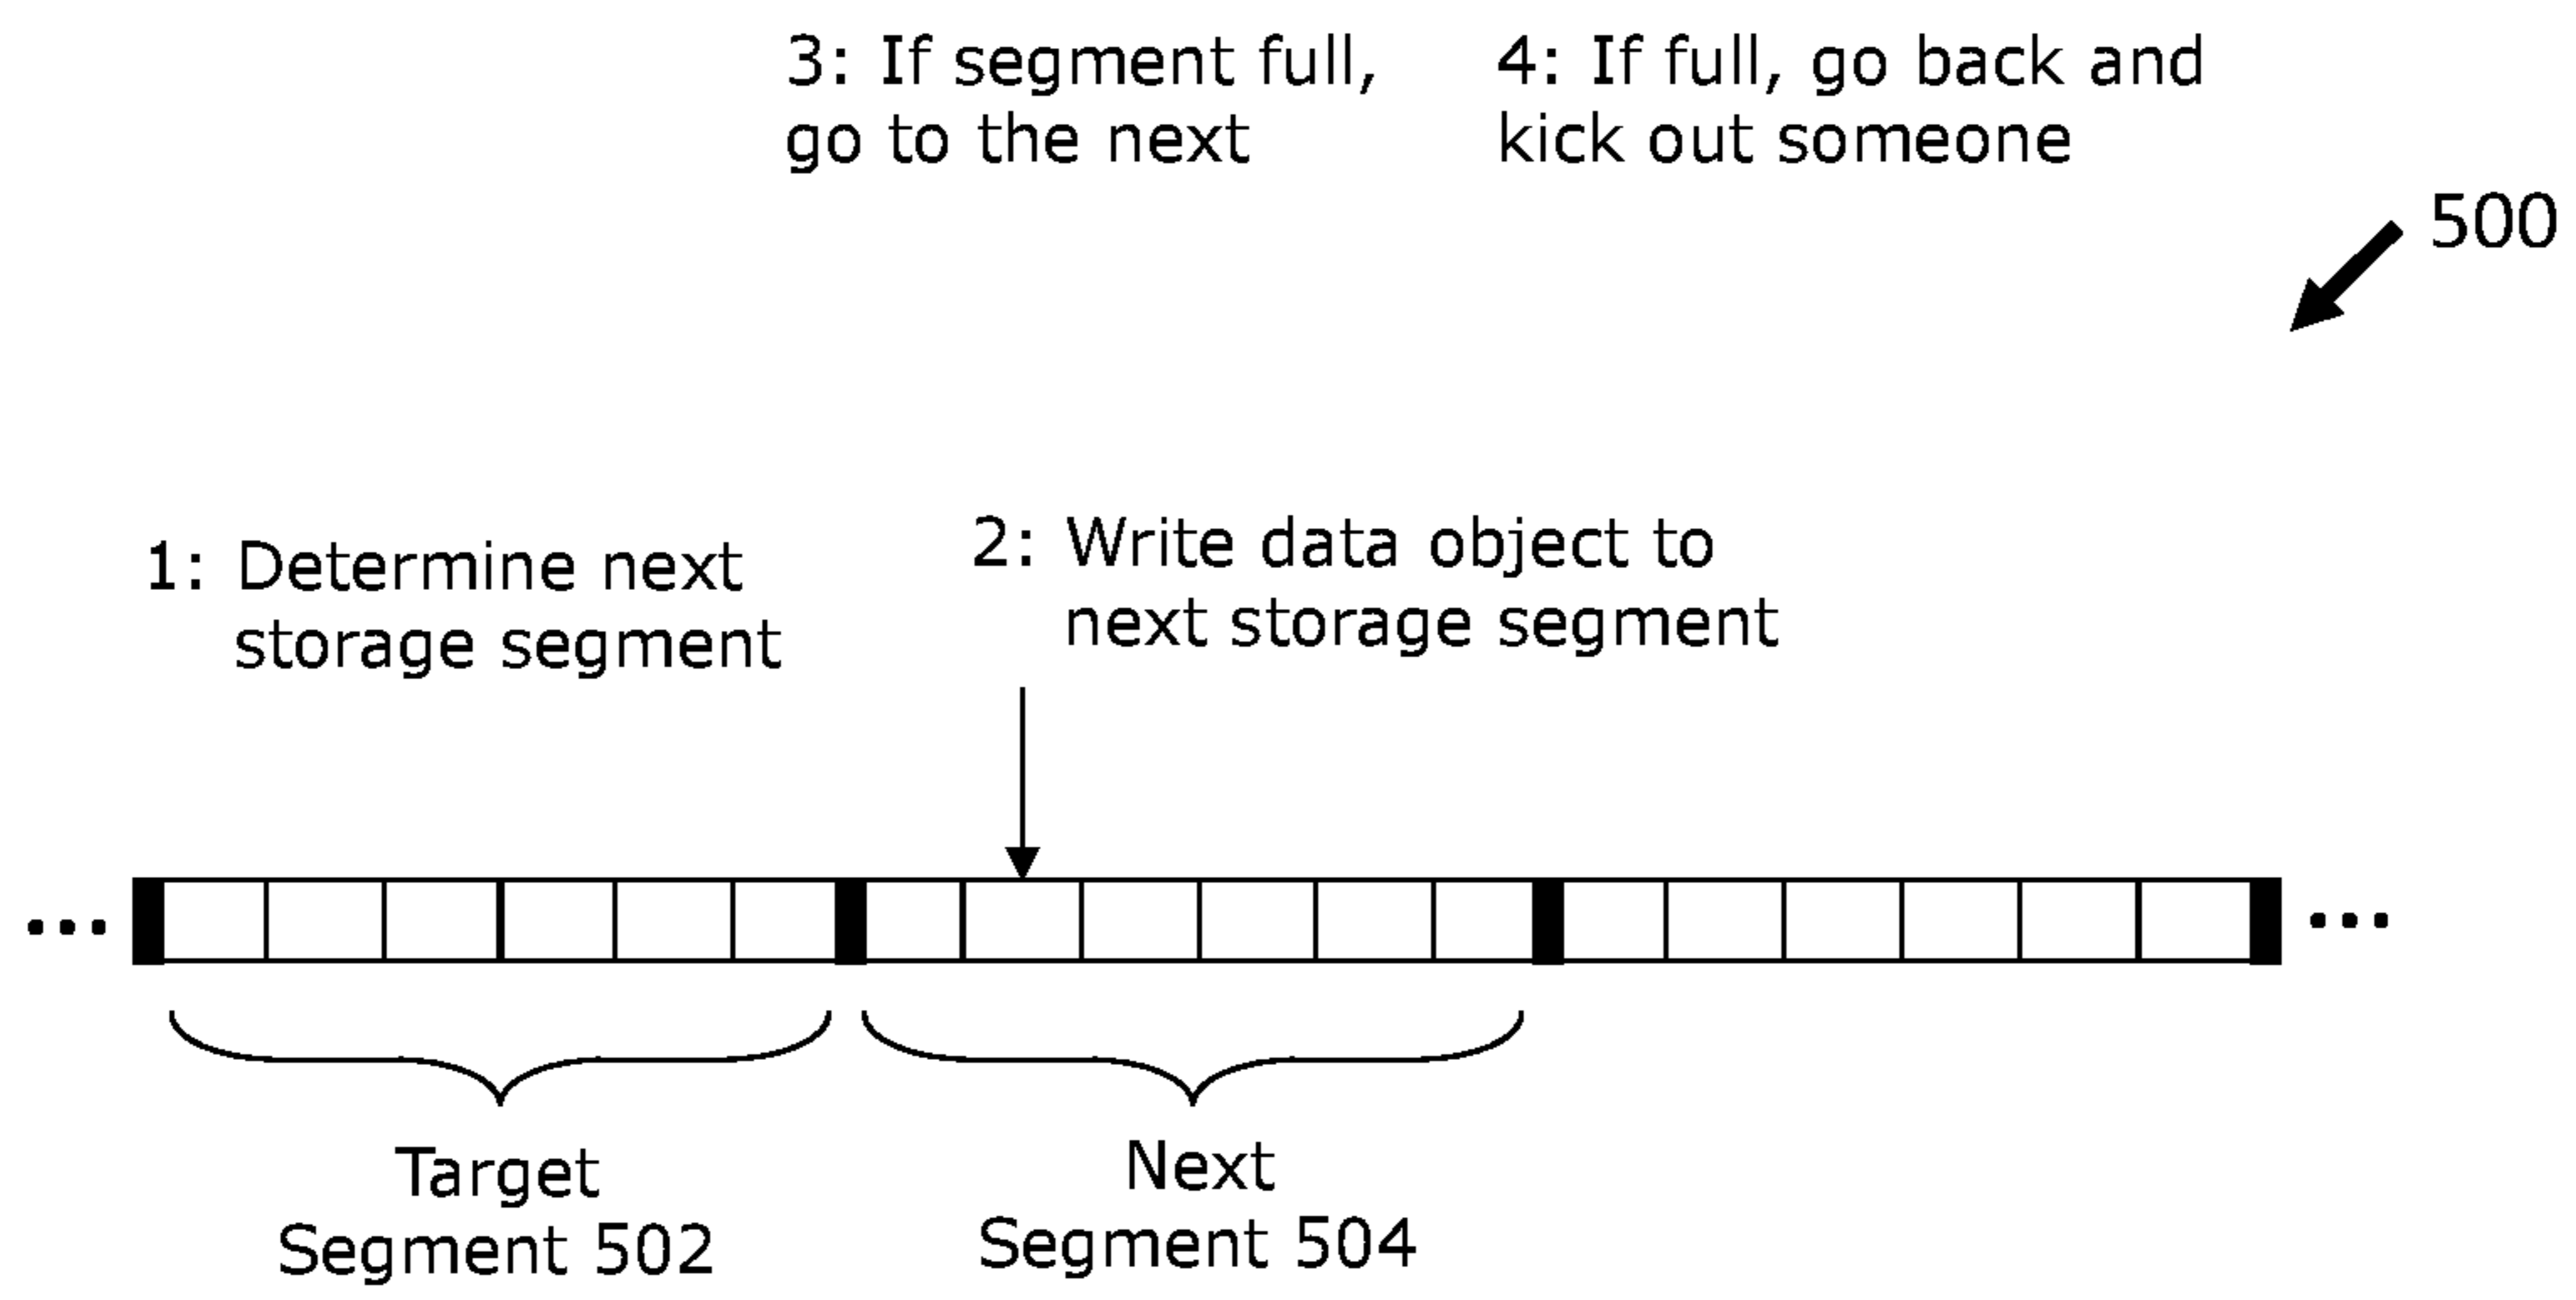 3: If segment full,
go to the next
4: If full, go back and
kick out someone
500
1: Determine next
storage segment
2: Write data object to
next storage segment
...
...
Target
Segment 502
Next
Segment 504